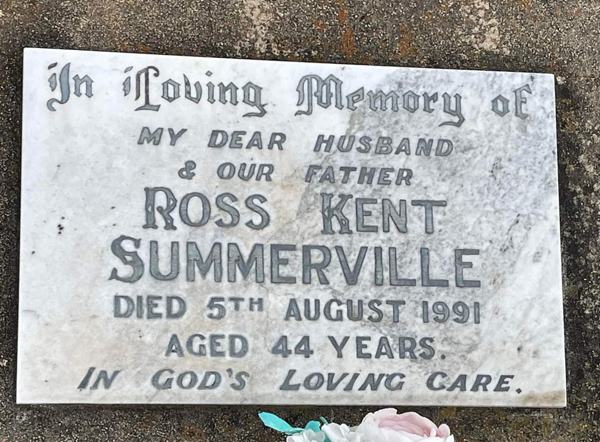 In Loving Memory of
MY DEAR HUSBAND
& OUR FATHER
ROSS KENT
SUMMERVILLE
DIED 5TH AUGUST 1991
AGED 44 YEARS.
IN GOD'S LOVING CARE.